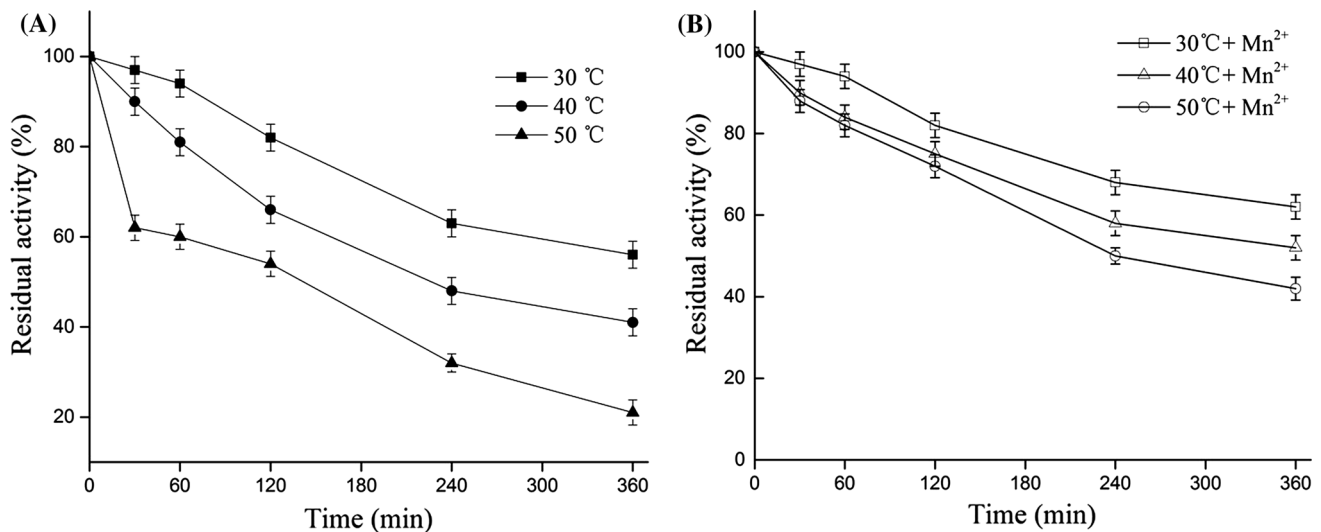 (A)
100
80
60
40
20
0 60 120 180 240 300 360
Residual activity (%)
Time (min)
30 ℃
40 ℃
50 ℃
(B)
100
80
60
40
20
0
0 60 120 180 240 300 360
Residual activity (%)
Time (min)
30℃+ Mn²⁺
40℃+ Mn²⁺
50℃+ Mn²⁺